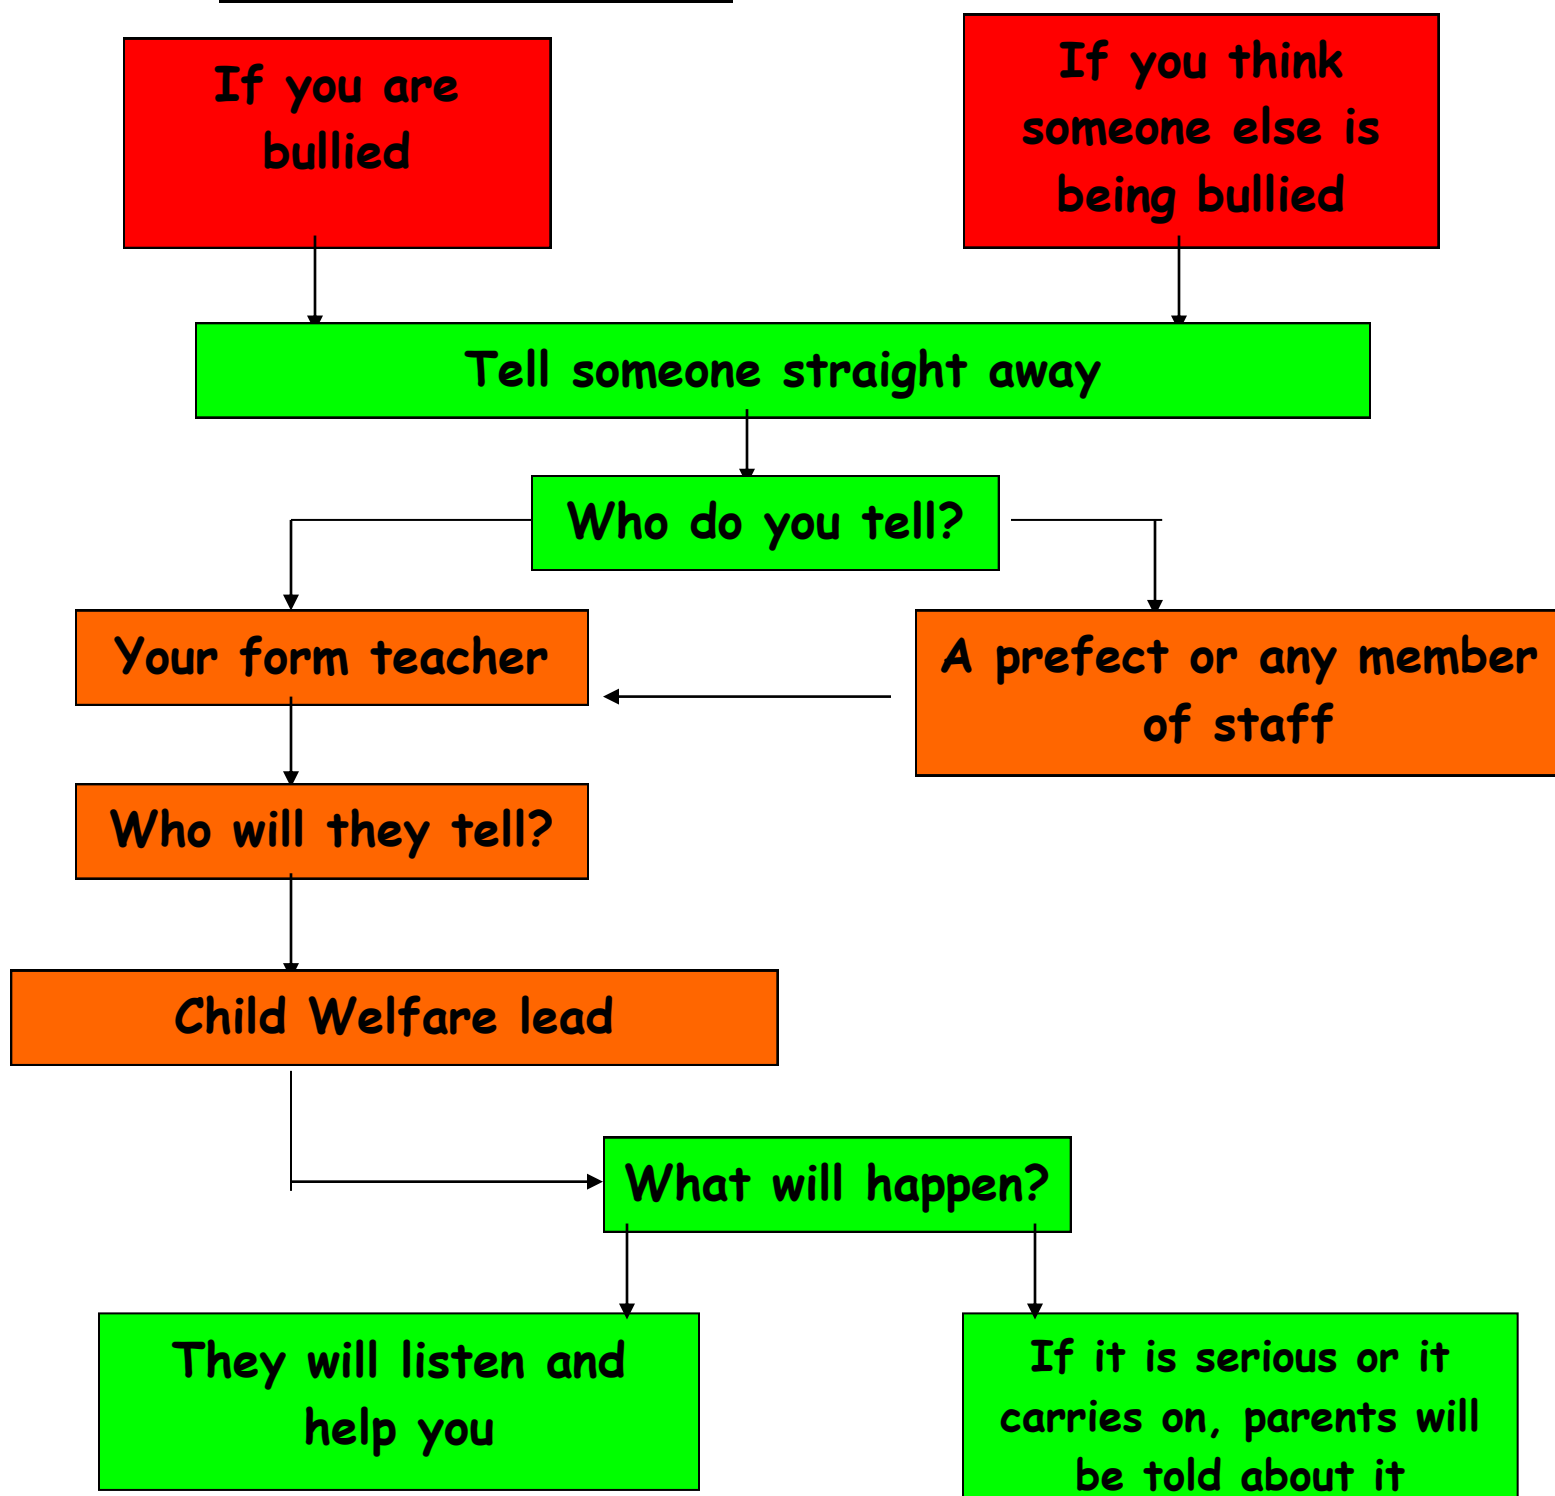 If you are
bullied
If you think
someone else is
being bullied
Tell someone straight away
Who do you tell?
Your form teacher
A prefect or any member
of staff
Who will they tell?
Child Welfare lead
What will happen?
They will listen and
help you
If it is serious or it
carries on, parents will
be told about it